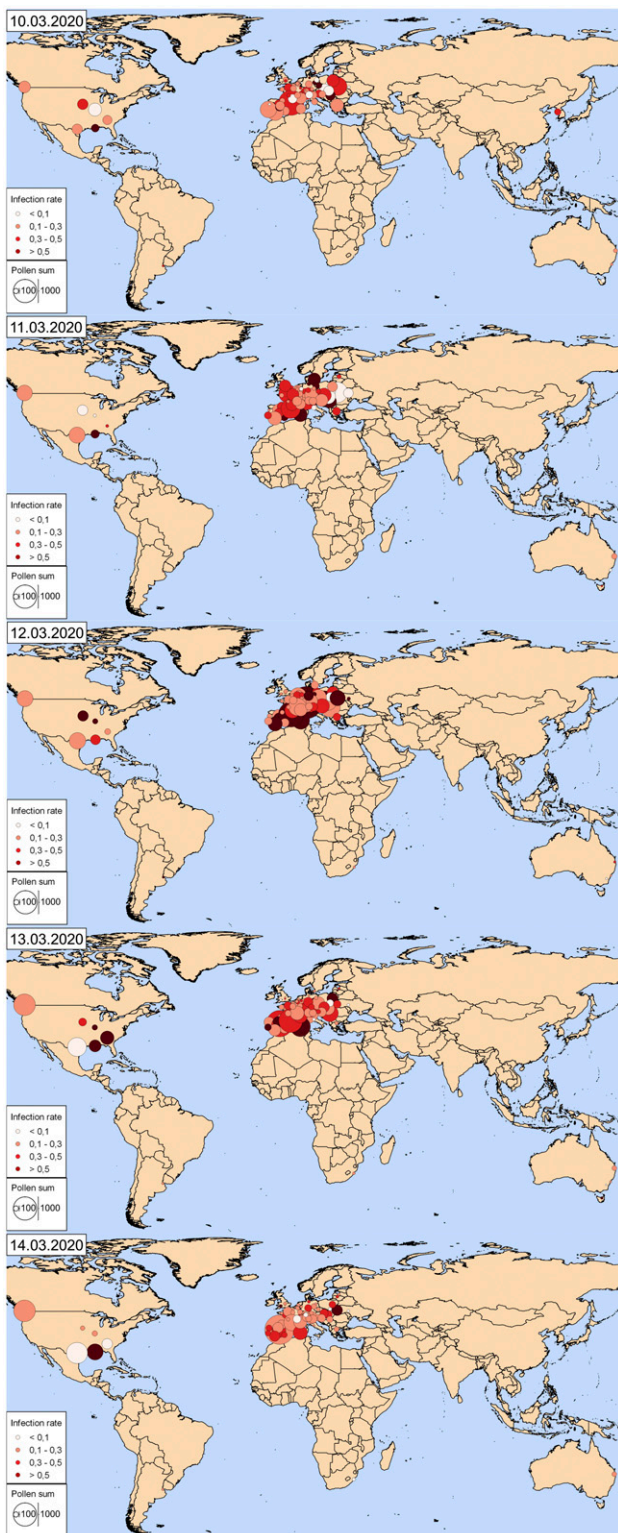 10.03.2020
Infection rate
< 0,1
0,1 - 0,3
0,3 - 0,5
> 0,5
Pollen sum
100 1000
11.03.2020
Infection rate
< 0,1
0,1 - 0,3
0,3 - 0,5
> 0,5
Pollen sum
100 1000
12.03.2020
Infection rate
< 0,1
0,1 - 0,3
0,3 - 0,5
> 0,5
Pollen sum
100 1000
13.03.2020
Infection rate
< 0,1
0,1 - 0,3
0,3 - 0,5
> 0,5
Pollen sum
100 1000
14.03.2020
Infection rate
< 0,1
0,1 - 0,3
0,3 - 0,5
> 0,5
Pollen sum
100 1000